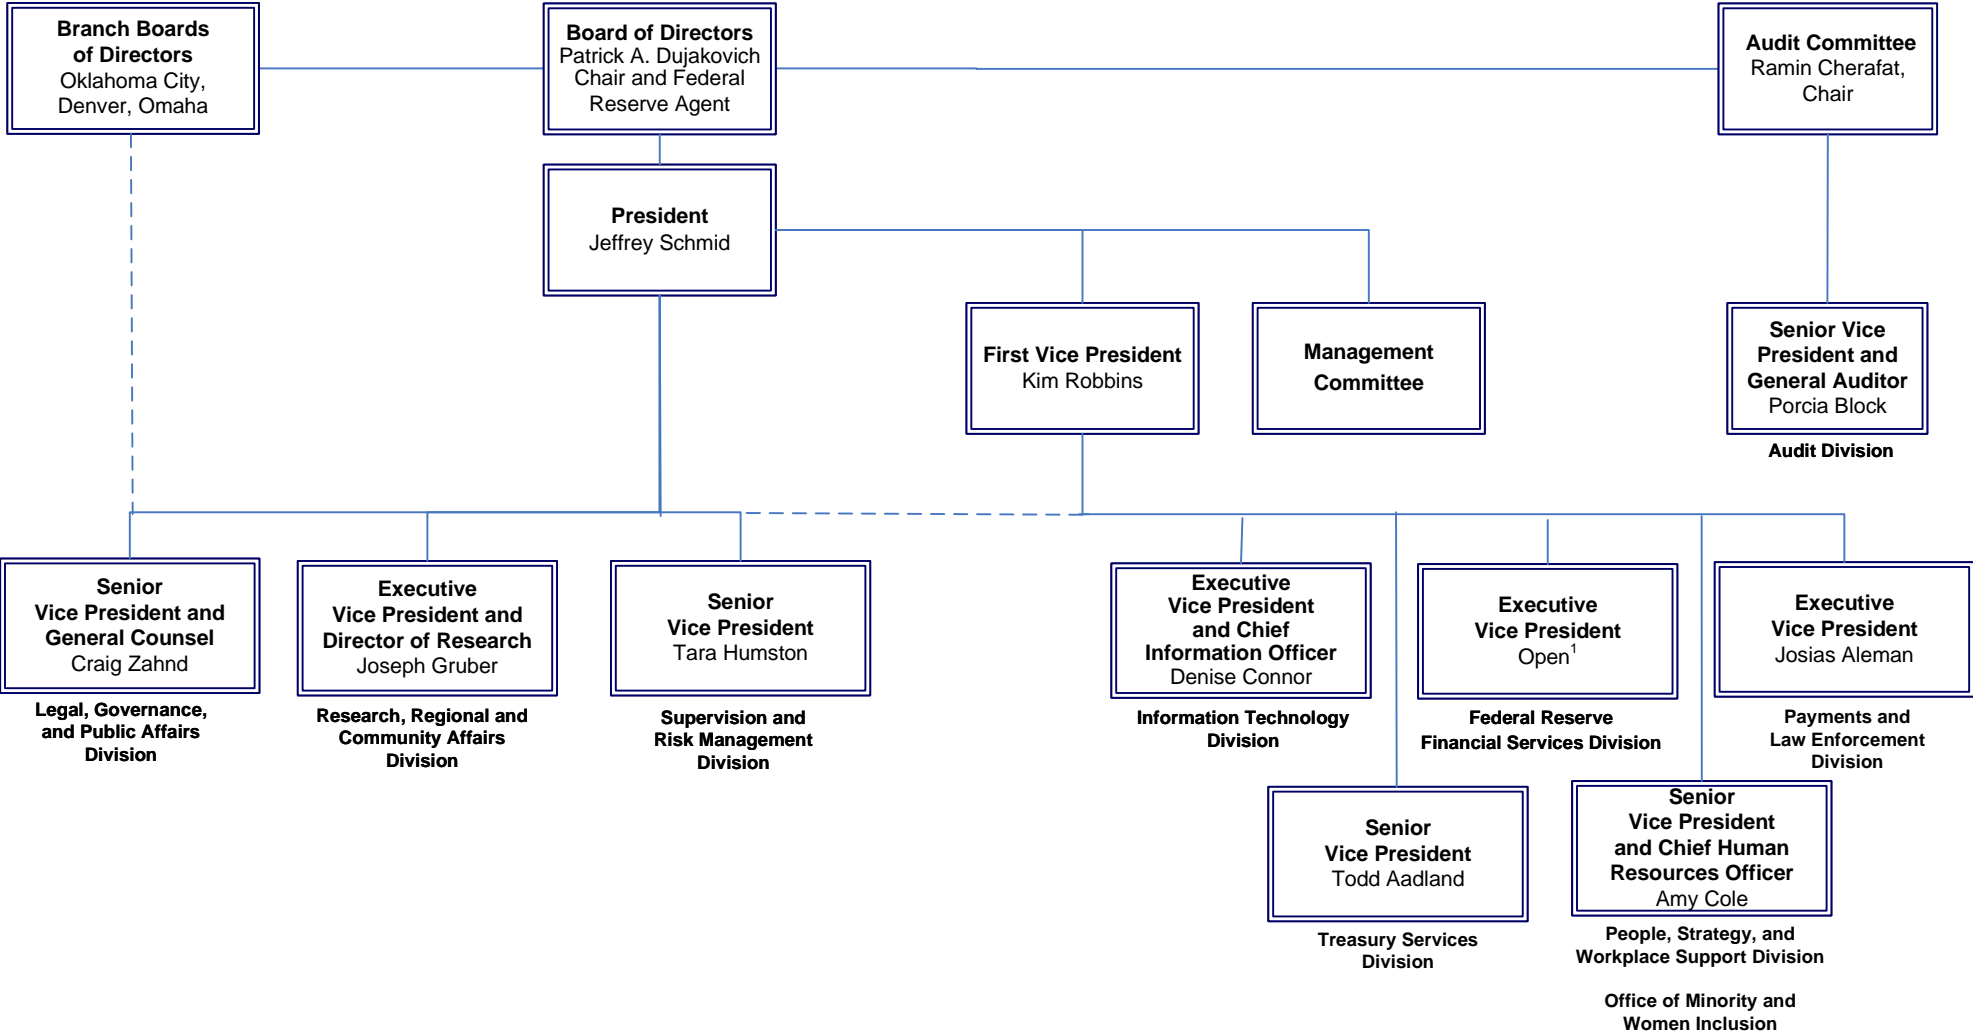 Branch Boards
of Directors
Oklahoma City,
Denver, Omaha
Board of Directors
Patrick A. Dujakovich
Chair and Federal
Reserve Agent
Audit Committee
Ramin Cherafat,
Chair
President
Jeffrey Schmid
First Vice President
Kim Robbins
Management
Committee
Senior Vice
President and
General Auditor
Porcia Block
Audit Division
Senior
Vice President and
General Counsel
Craig Zahnd
Legal, Governance,
and Public Affairs
Division
Executive
Vice President and
Director of Research
Joseph Gruber
Research, Regional and
Community Affairs
Division
Senior
Vice President
Tara Humston
Supervision and
Risk Management
Division
Executive
Vice President
and Chief
Information Officer
Denise Connor
Information Technology
Division
Executive
Vice President
Open¹
Federal Reserve
Financial Services Division
Executive
Vice President
Josias Aleman
Payments and
Law Enforcement
Division
Senior
Vice President
Todd Aadland
Treasury Services
Division
Senior
Vice President
and Chief Human
Resources Officer
Amy Cole
People, Strategy, and
Workplace Support Division
Office of Minority and
Women Inclusion